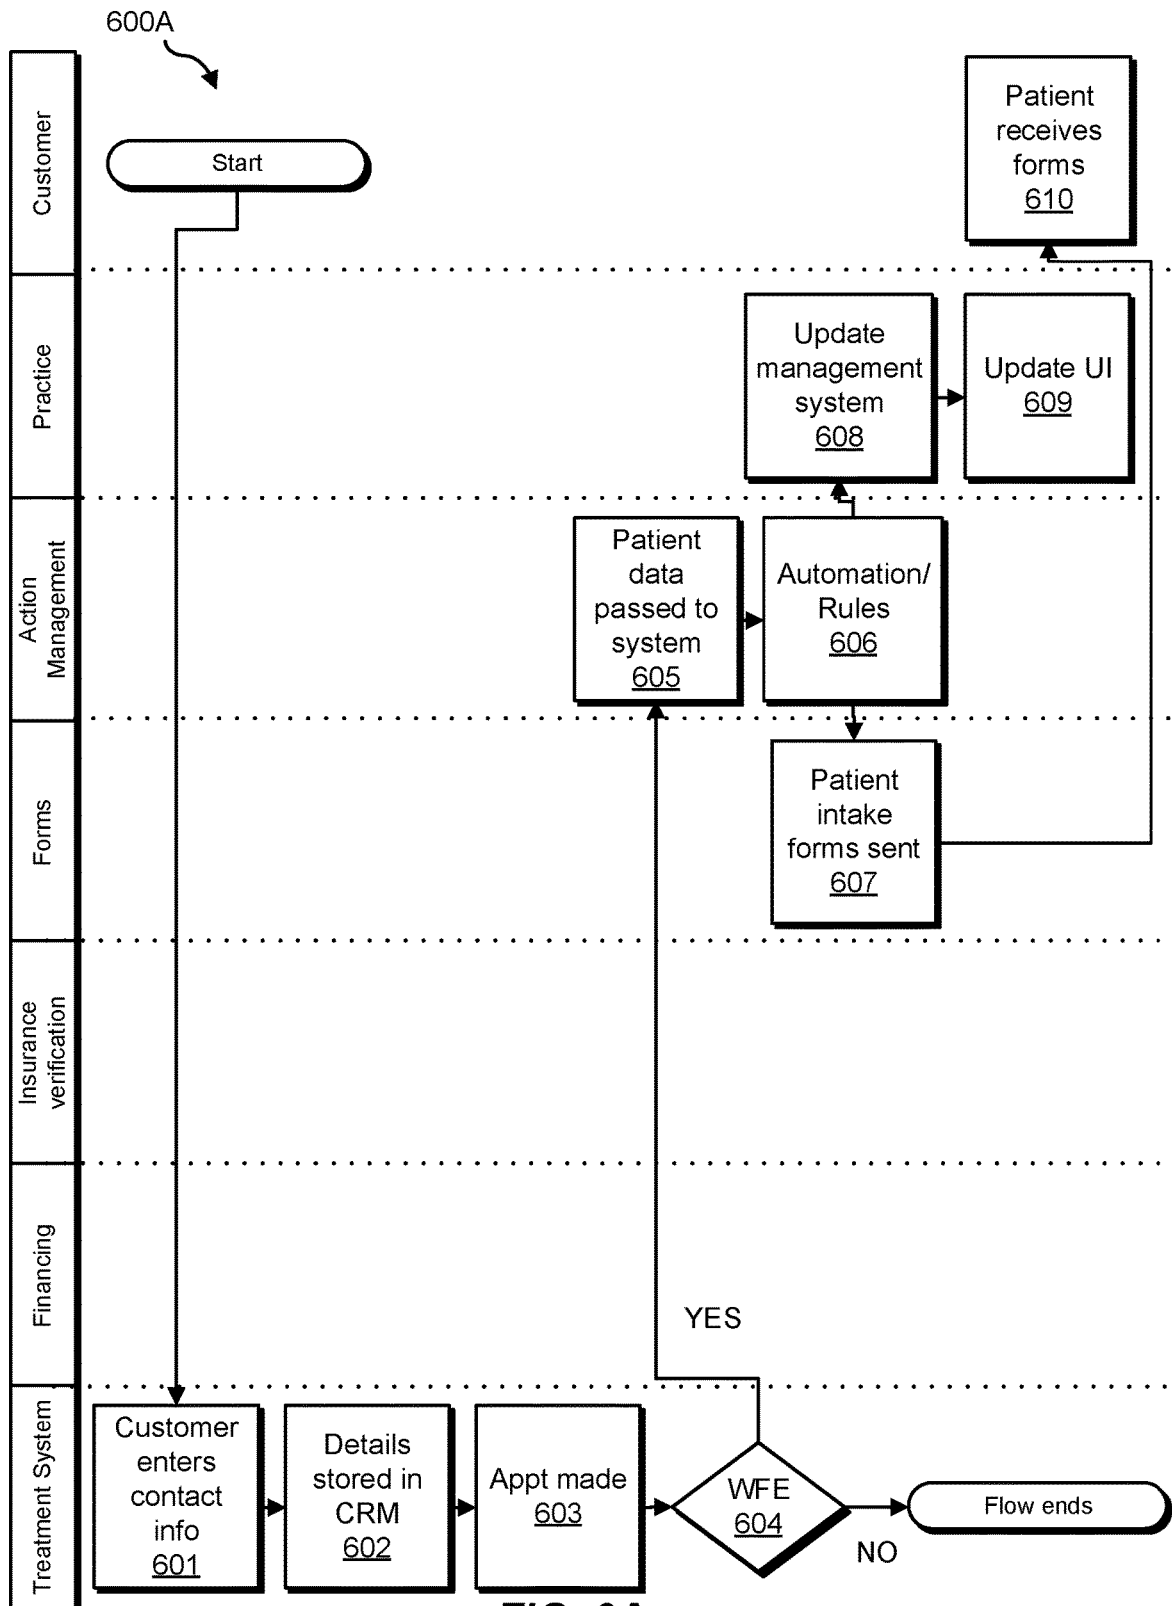 600A
Customer
Start
Patient
receives
forms
610
Practice
Update
management
system
608
Update UI
609
Action
Management
Patient
data
passed to
system
605
Automation/
Rules
606
Forms
Patient
intake
forms sent
607
Insurance
verification
Financing
YES
Treatment System
Customer
enters
contact
info
601
Details
stored in
CRM
602
Appt made
603
WFE
604
NO
Flow ends